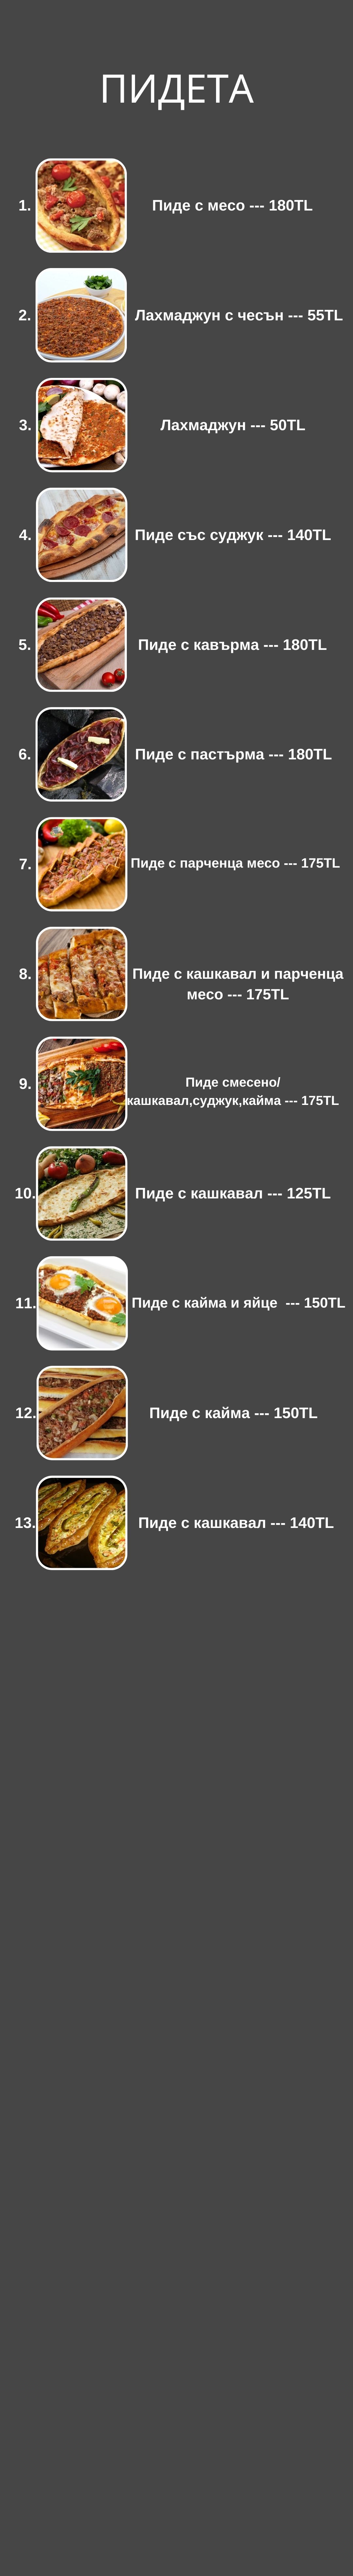 ПИДЕТА
1. Пиде с месо --- 180TL
2. Лахмаджун с чесън --- 55TL
3. Лахмаджун --- 50TL
4. Пиде със суджук --- 140TL
5. Пиде с кавърма --- 180TL
6. Пиде с пастърма --- 180TL
7. Пиде с парченца месо --- 175TL
8. Пиде с кашкавал и парченца
месо --- 175TL
9. Пиде смесено/
кашкавал,суджук,кайма --- 175TL
10. Пиде с кашкавал --- 125TL
11. Пиде с кайма и яйце  --- 150TL
12. Пиде с кайма --- 150TL
13. Пиде с кашкавал --- 140TL